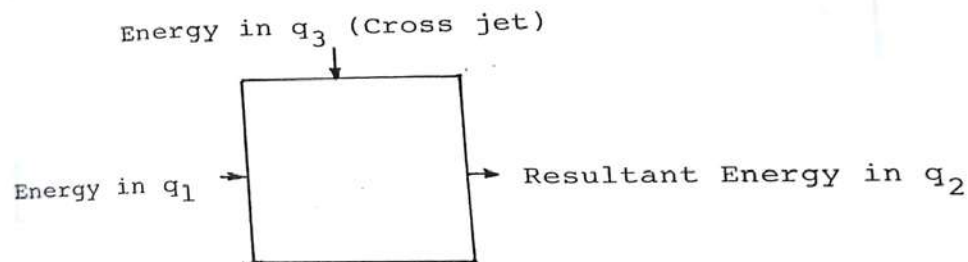 Energy in q3 (Cross jet)
Energy in q1
Resultant Energy in q2